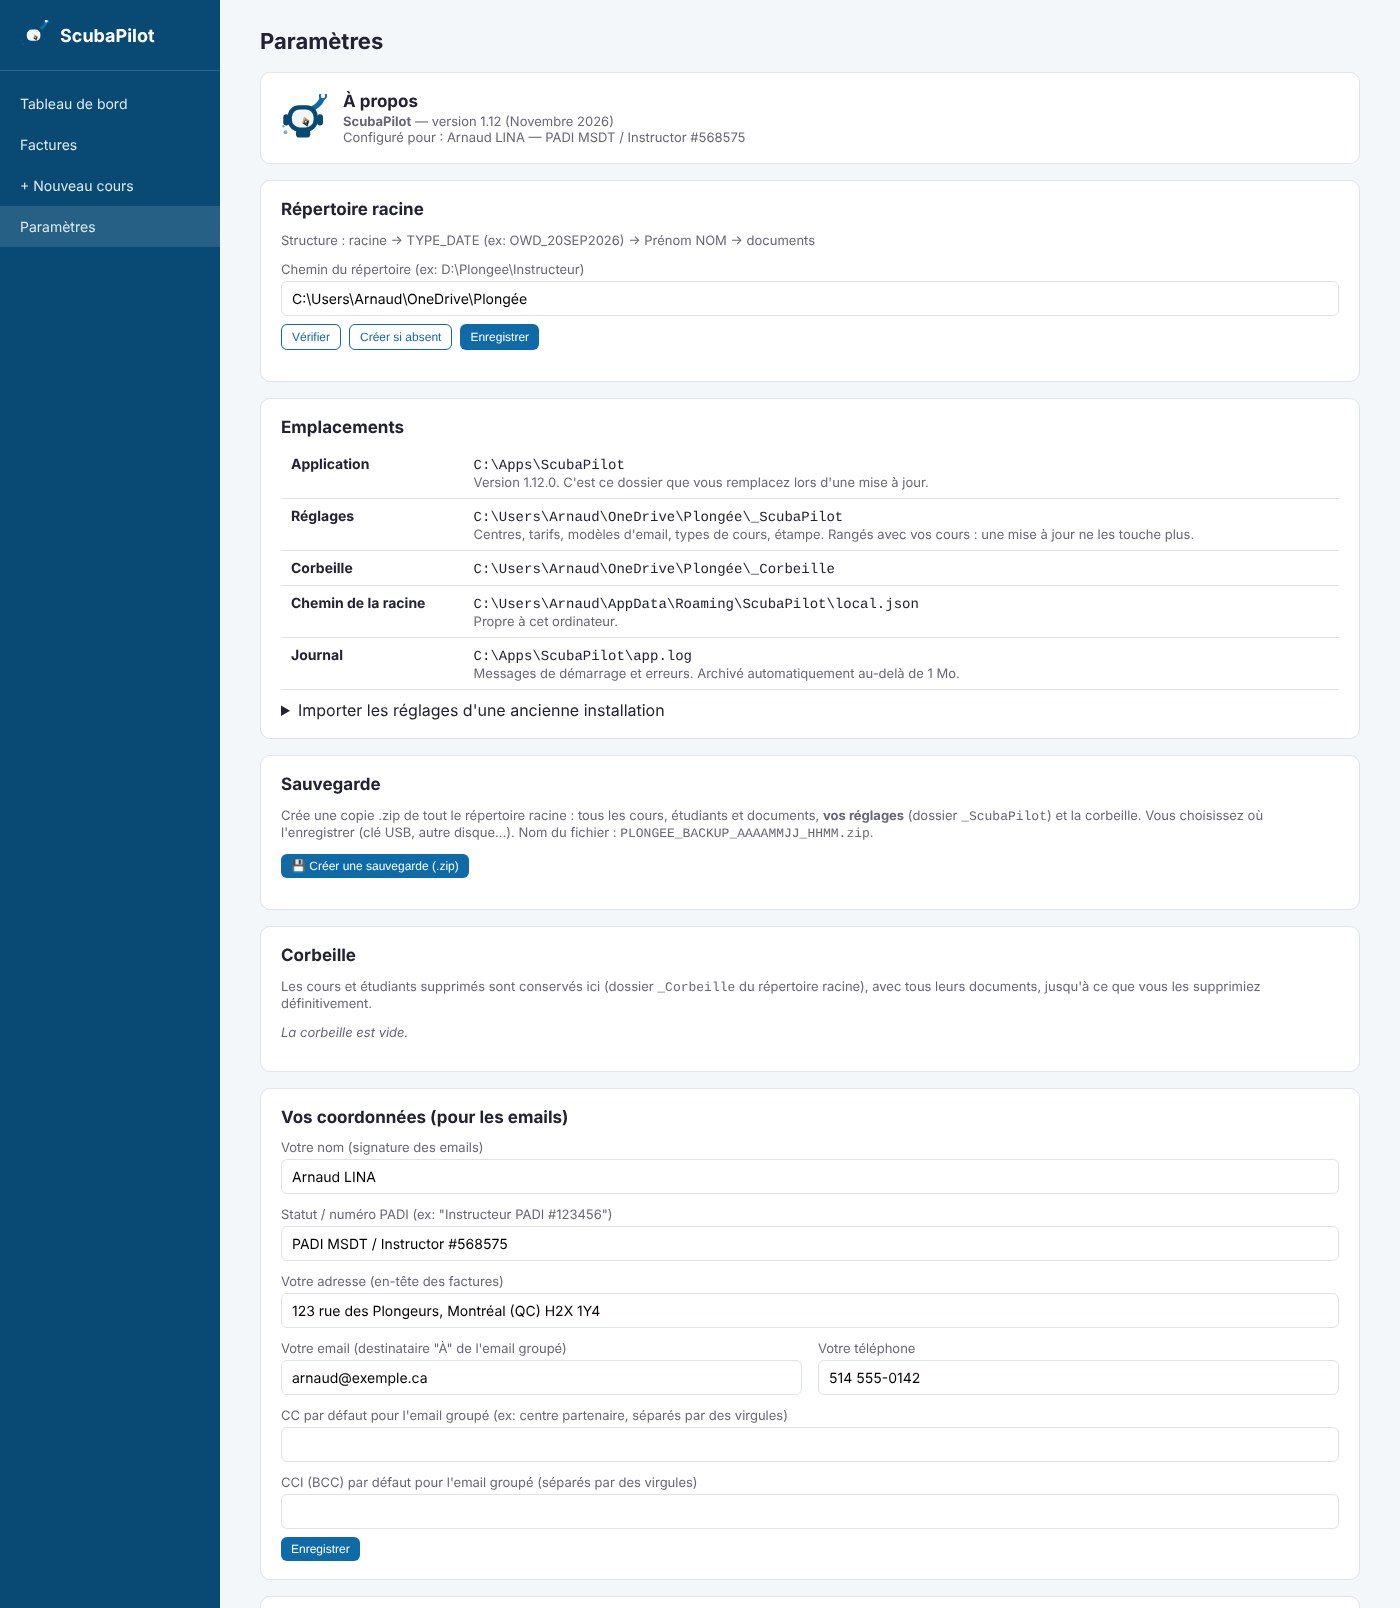 ScubaPilot
Tableau de bord
Factures
+ Nouveau cours
Paramètres
Paramètres
À propos
ScubaPilot — version 1.12 (Novembre 2026)
Configuré pour : Arnaud LINA — PADI MSDT / Instructor #568575
Répertoire racine
Structure : racine → TYPE_DATE (ex: OWD_20SEP2026) → Prénom NOM → documents
Chemin du répertoire (ex: D:\Plongee\Instructeur)
C:\Users\Arnaud\OneDrive\Plongée
Vérifier Créer si absent Enregistrer
Emplacements
Application C:\Apps\ScubaPilot
Version 1.12.0. C'est ce dossier que vous remplacez lors d'une mise à jour.
Réglages C:\Users\Arnaud\OneDrive\Plongée\_ScubaPilot
Centres, tarifs, modèles d'email, types de cours, étampe. Rangés avec vos cours : une mise à jour ne les touche plus.
Corbeille C:\Users\Arnaud\OneDrive\Plongée\_Corbeille
Chemin de la racine C:\Users\Arnaud\AppData\Roaming\ScubaPilot\local.json
Propre à cet ordinateur.
Journal C:\Apps\ScubaPilot\app.log
Messages de démarrage et erreurs. Archivé automatiquement au-delà de 1 Mo.
Importer les réglages d'une ancienne installation
Sauvegarde
Crée une copie .zip de tout le répertoire racine : tous les cours, étudiants et documents, vos réglages (dossier _ScubaPilot) et la corbeille. Vous choisissez où
l'enregistrer (clé USB, autre disque...). Nom du fichier : PLONGEE_BACKUP_AAAAMMJJ_HHMM.zip.
Créer une sauvegarde (.zip)
Corbeille
Les cours et étudiants supprimés sont conservés ici (dossier _Corbeille du répertoire racine), avec tous leurs documents, jusqu'à ce que vous les supprimiez
définitivement.
La corbeille est vide.
Vos coordonnées (pour les emails)
Votre nom (signature des emails)
Arnaud LINA
Statut / numéro PADI (ex: "Instructeur PADI #123456")
PADI MSDT / Instructor #568575
Votre adresse (en-tête des factures)
123 rue des Plongeurs, Montréal (QC) H2X 1Y4
Votre email (destinataire "À" de l'email groupé) Votre téléphone
arnaud@exemple.ca 514 555-0142
CC par défaut pour l'email groupé (ex: centre partenaire, séparés par des virgules)
CCI (BCC) par défaut pour l'email groupé (séparés par des virgules)
Enregistrer